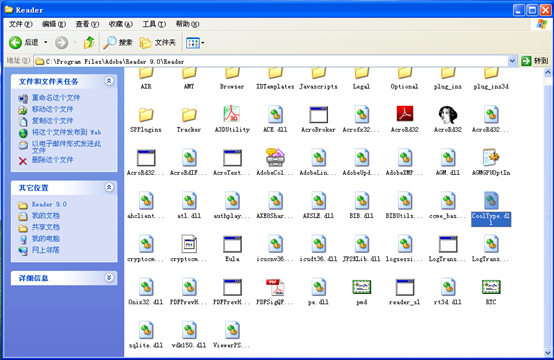 Reader
文件(F) 编辑(E) 查看(V) 收藏(A) 工具(T) 帮助(H)
后退 搜索 文件夹
地址(D) C:\Program Files\Adobe\Reader 9.0\Reader 转到
文件和文件夹任务
重命名这个文件
移动这个文件
复制这个文件
将这个文件发布到 Web
以电子邮件形式发送此
文件
删除这个文件
其它位置
Reader 9.0
我的文档
共享文档
我的电脑
网上邻居
详细信息
AIR AMT Browser IDTemplates Javascripts Legal Optional plug_ins plug_ins3d
SPPlugins Tracker A3DUtility ACE.dll AcroBroker Acrofx32... AcroRd32 AcroRd32 AcroRd32...
AcroRd32... AcroRdIF... AcroText... AdobeCol... AdobeLin... AdobeUpd... AdobeXMP... AGM.dll AGMGPUOptIn
ahclient... atl.dll authplay... AXE8Shar... AXSLE.dll BIB.dll BIBUtils... ccme_bas... CoolType.dl
l
cryptocm... cryptocm... Eula icucnv36... icudt36.dll JP2KLib.dll logsessi... LogTrans... LogTrans...
Onix32.dll PDFPrevH... PDFPrevH... PDFSigQF... pe.dll pmd reader_sl rt3d.dll RTC
sqlite.dll vdk150.dll ViewerPS...